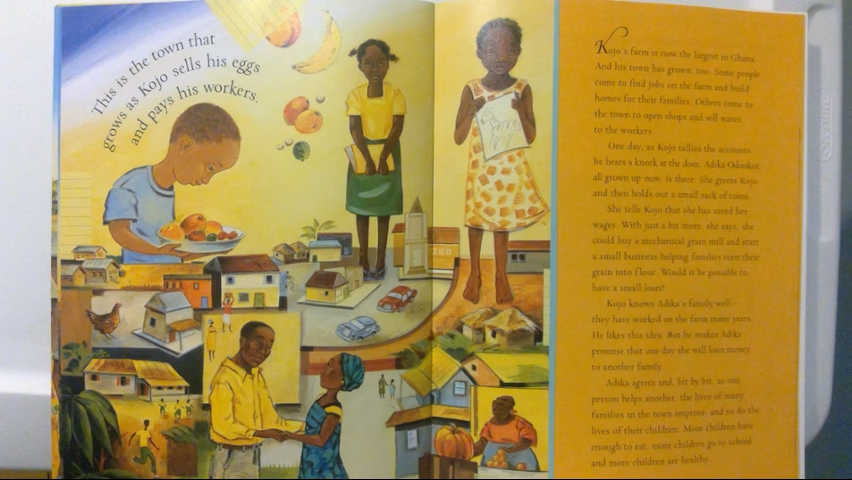 This is the town that
grows as Kojo sells his eggs
and pays his workers.
Kojo's farm is now the largest in Ghana.
And his town has grown, too. Some people
come to find jobs on the farm and build
homes for their families. Others come to
the town to open shops and sell wares
to the workers.
One day, as Kojo tallies the accounts,
he hears a knock at the door. Adika Odonkor,
all grown up now, is there. She greets Kojo
and then holds out a small sack of coins.
She tells Kojo that she has saved her
wages. With just a bit more, she says, she
could buy a mechanical grain mill and start
a small business helping families turn their
grain into flour. Would it be possible to
have a small loan?
Kojo knows Adika's family well—
they have worked on the farm many years.
He likes this idea. But he makes Adika
promise that one day she will loan money
to another family.
Adika agrees and, bit by bit, as one
person helps another, the lives of many
families in the town improve, and so do the
lives of their children. More children have
enough to eat, more children go to school
and more children are healthy.